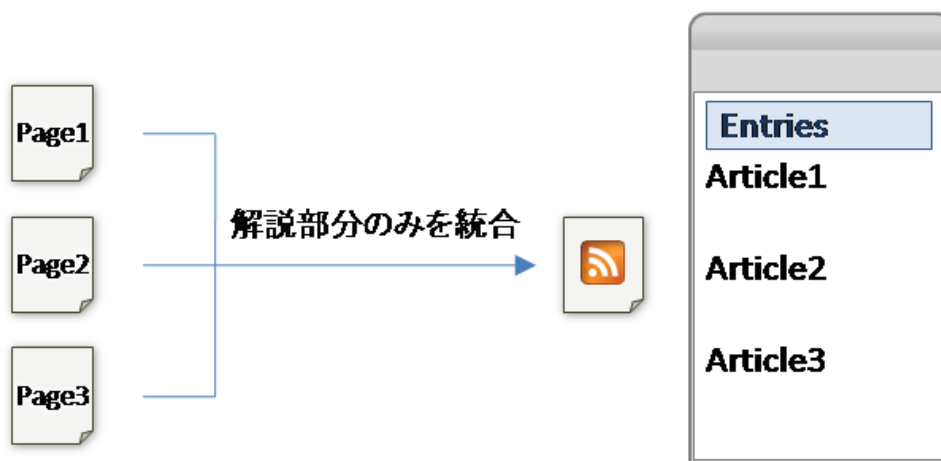 Page1
Page2
Page3
解説部分のみを統合
Entries
Article1
Article2
Article3